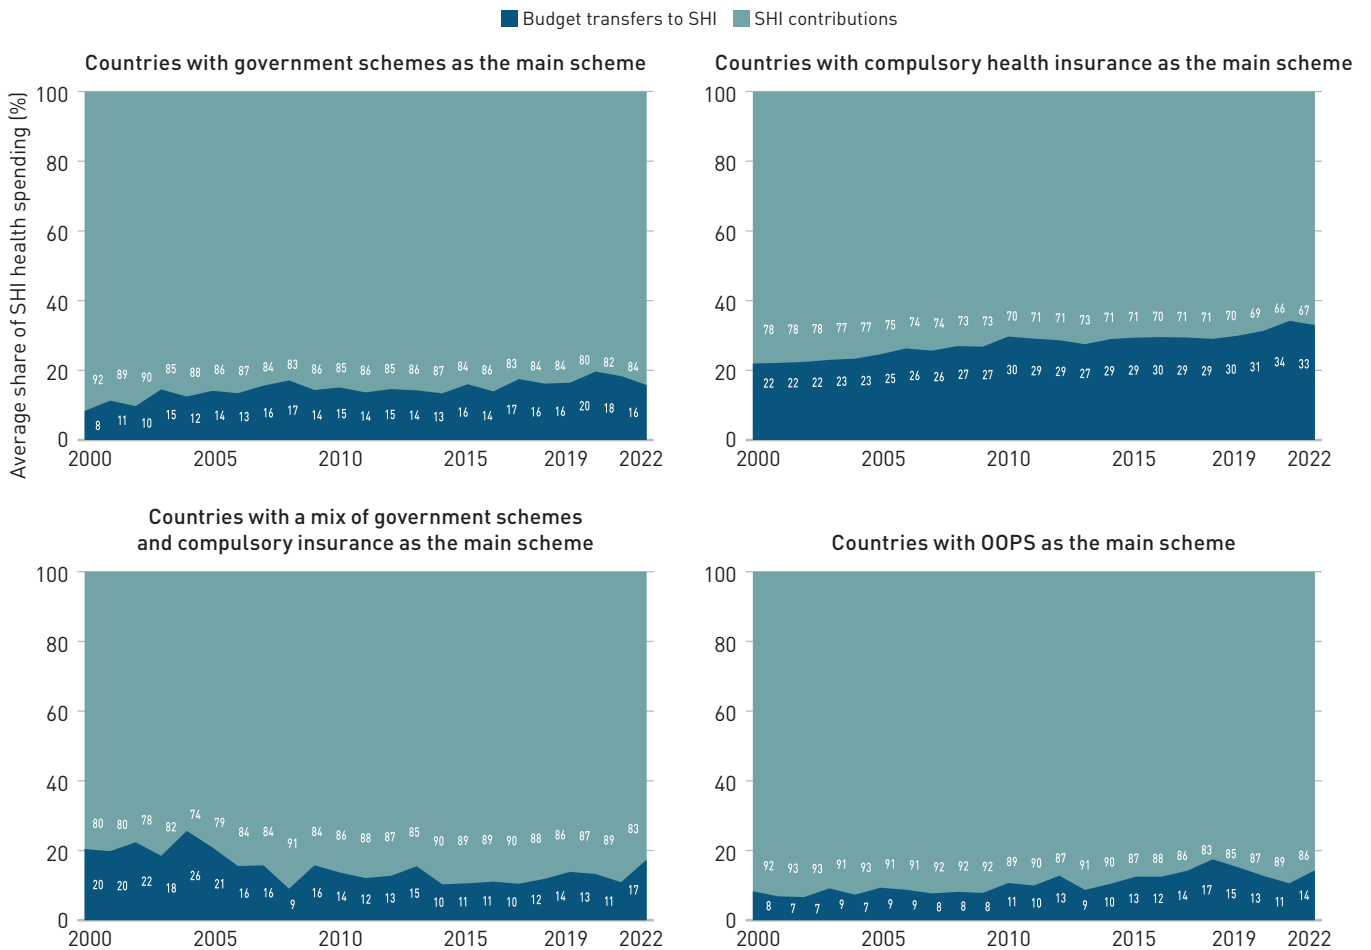 Budget transfers to SHI SHI contributions
Average share of SHI health spending (%)
Countries with government schemes as the main scheme
100
80
60
40
20
0
92 89 90 85 88 86 87 84 83 86 85 86 85 86 87 84 86 83 84 84 80 82 84
8 11 10 15 12 14 13 16 17 14 15 14 15 14 13 16 14 17 16 16 20 18 16
2000 2005 2010 2015 2019 2022
Countries with compulsory health insurance as the main scheme
100
80
60
40
20
0
78 78 78 77 77 75 74 74 73 73 70 71 71 73 71 71 70 71 71 70 69 66 67
22 22 22 23 23 25 26 26 27 27 30 29 29 27 29 29 30 29 29 30 31 34 33
2000 2005 2010 2015 2019 2022
Countries with a mix of government schemes
and compulsory insurance as the main scheme
100
80
60
40
20
0
80 80 78 82 74 79 84 84 91 84 86 88 87 85 90 89 89 90 88 86 87 89 83
20 20 22 18 26 21 16 16 9 16 14 12 13 15 10 11 11 10 12 14 13 11 17
2000 2005 2010 2015 2019 2022
Countries with OOPS as the main scheme
100
80
60
40
20
0
92 93 93 91 93 91 91 92 92 92 89 90 87 91 90 87 88 86 83 85 87 89 86
8 7 7 9 7 9 9 8 8 8 11 10 13 9 10 13 12 14 17 15 13 11 14
2000 2005 2010 2015 2019 2022